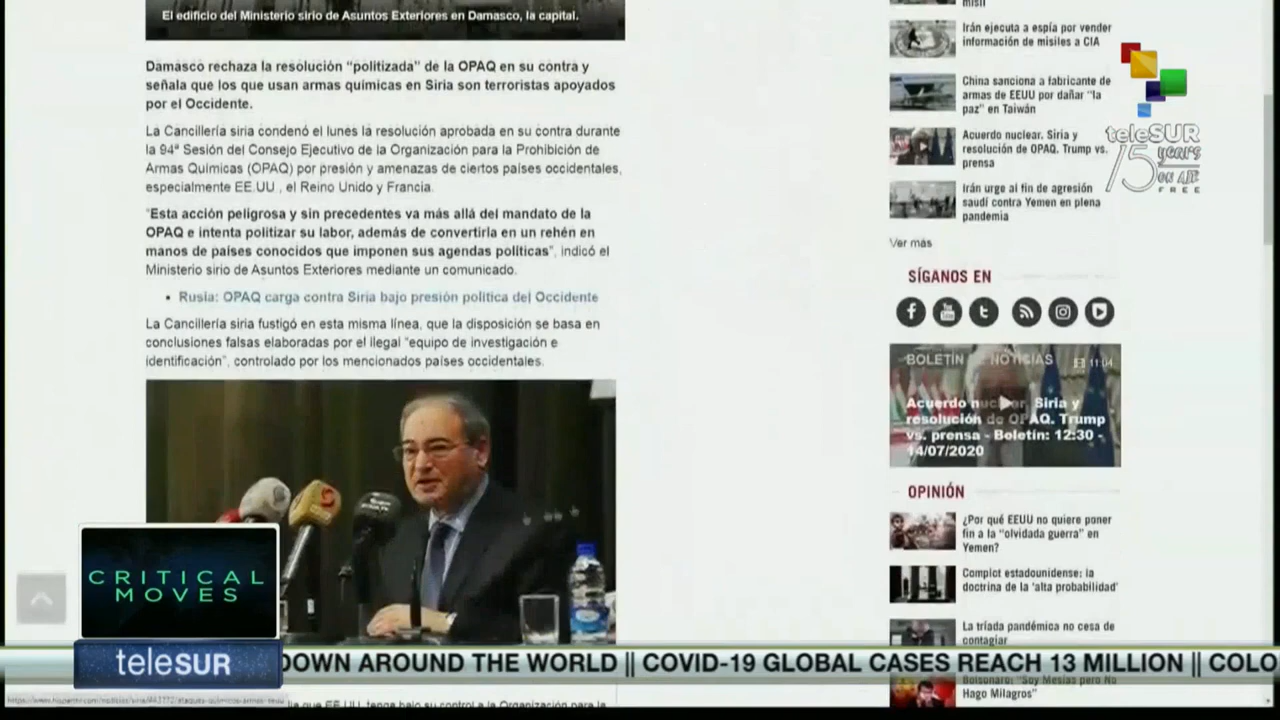 El edificio del Ministerio sirio de Asuntos Exteriores en Damasco, la capital.
Damasco rechaza la resolución “politizada” de la OPAQ en su contra y
señala que los que usan armas químicas en Siria son terroristas apoyados
por el Occidente.
La Cancillería siria condenó el lunes la resolución aprobada en su contra durante
la 94ª Sesión del Consejo Ejecutivo de la Organización para la Prohibición de
Armas Químicas (OPAQ) por presión y amenazas de ciertos países occidentales,
especialmente EE.UU., el Reino Unido y Francia.
“Esta acción peligrosa y sin precedentes va más allá del mandato de la
OPAQ e intenta politizar su labor, además de convertirla en un rehén en
manos de países conocidos que imponen sus agendas políticas”, indicó el
Ministerio sirio de Asuntos Exteriores mediante un comunicado.
• Rusia: OPAQ carga contra Siria bajo presión política del Occidente
La Cancillería siria fustigó en esta misma línea, que la disposición se basa en
conclusiones falsas elaboradas por el ilegal “equipo de investigación e
identificación”, controlado por los mencionados países occidentales.
misil
Irán ejecuta a espía por vender
información de misiles a CIA
China sanciona a fabricante de
armas de EEUU por dañar “la
paz” en Taiwán
Acuerdo nuclear. Siria y
resolución de OPAQ. Trump vs.
prensa
Irán urge al fin de agresión
saudí contra Yemen en plena
pandemia
Ver más
SÍGANOS EN
BOLETÍN NOTICIAS 11:04
Acuerdo nuclear, Siria y
resolución de OPAQ. Trump
vs. prensa - Boletín: 12:30 -
14/07/2020
OPINIÓN
¿Por qué EEUU no quiere poner
fin a la “olvidada guerra” en
Yemen?
Complot estadounidense: la
doctrina de la ‘alta probabilidad’
La tríada pandémica no cesa de
contagiar
Bolsonaro: “Soy Mesías pero No
Hago Milagros”
teleSUR
15 years
ON AIR
FREE
CRITICAL
MOVES
teleSUR
DOWN AROUND THE WORLD || COVID-19 GLOBAL CASES REACH 13 MILLION || COLO